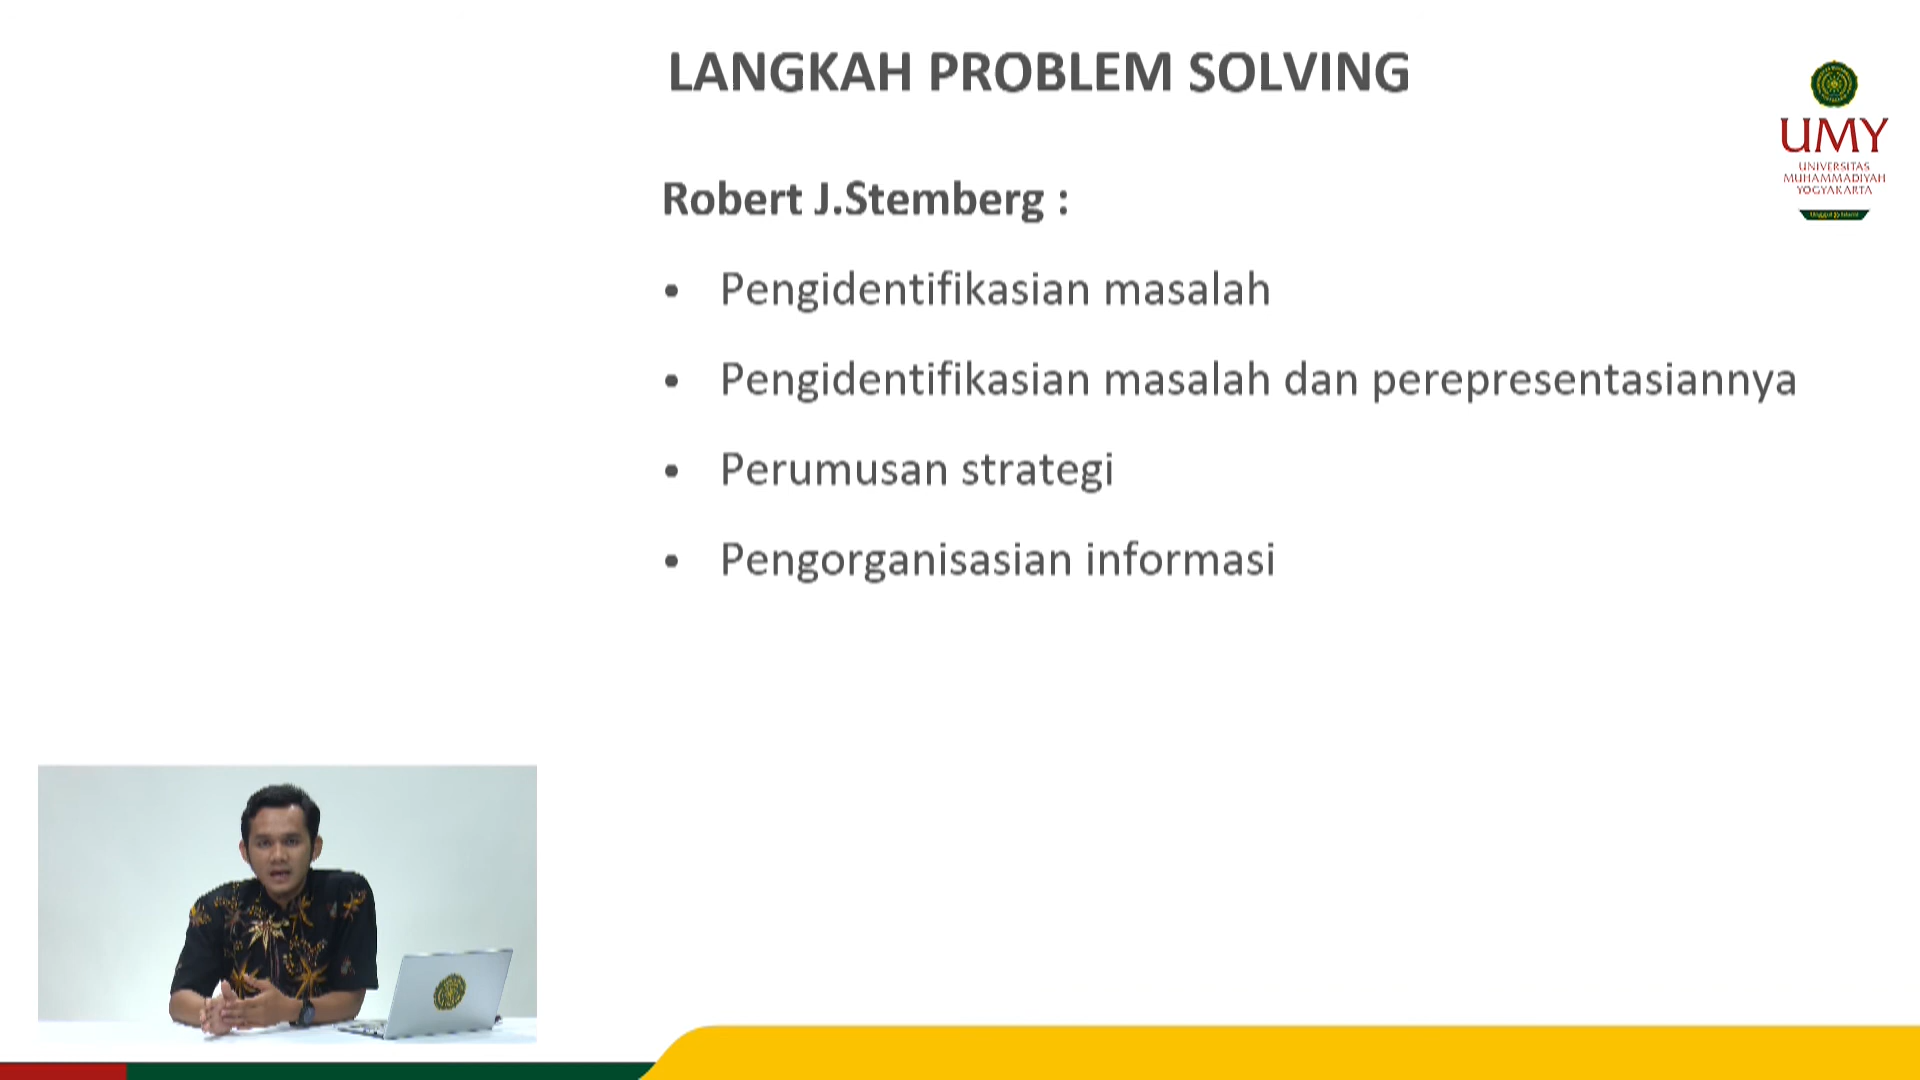 LANGKAH PROBLEM SOLVING
Robert J.Stemberg :
• Pengidentifikasian masalah
• Pengidentifikasian masalah dan perepresentasiannya
• Perumusan strategi
• Pengorganisasian informasi
UMY
UNIVERSITAS
MUHAMMADIYAH
YOGYAKARTA